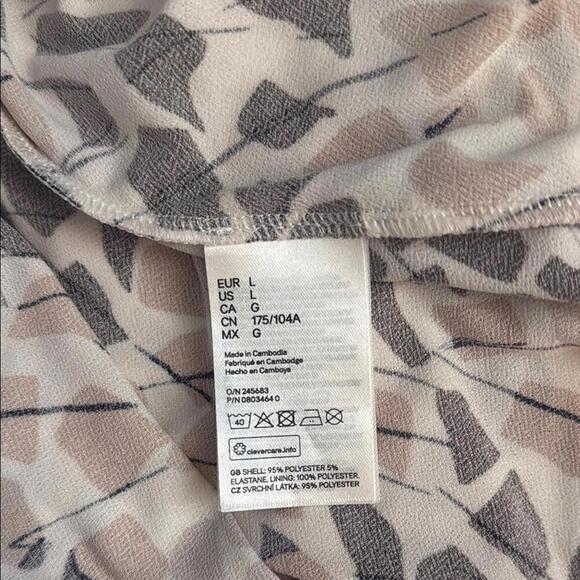 EUR L
US L
CA G
CN 175/104A
MX G
Made in Cambodia
Fabriqué en Cambodge
Hecho en Camboya
O/N 245683
P/N 0803464 0
40
clevercare.info
GB SHELL: 95% POLYESTER 5%
ELASTANE. LINING: 100% POLYESTER.
CZ SVRCHNÍ LÁTKA: 95% POLYESTER